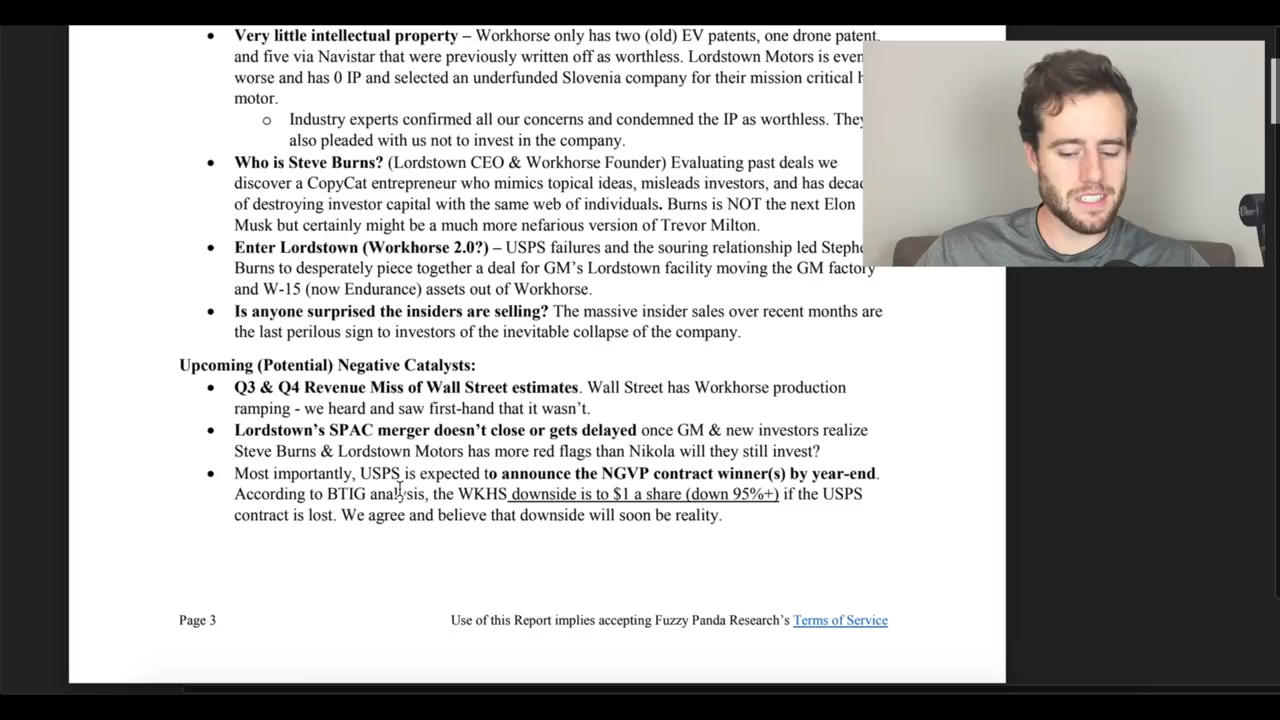 • Very little intellectual property – Workhorse only has two (old) EV patents, one drone patent,
and five via Navistar that were previously written off as worthless. Lordstown Motors is even
worse and has 0 IP and selected an underfunded Slovenia company for their mission critical
motor.
o Industry experts confirmed all our concerns and condemned the IP as worthless. They
also pleaded with us not to invest in the company.
• Who is Steve Burns? (Lordstown CEO & Workhorse Founder) Evaluating past deals we
discover a CopyCat entrepreneur who mimics topical ideas, misleads investors, and has
of destroying investor capital with the same web of individuals. Burns is NOT the next Elon
Musk but certainly might be a much more nefarious version of Trevor Milton.
• Enter Lordstown (Workhorse 2.0?) – USPS failures and the souring relationship led
Burns to desperately piece together a deal for GM's Lordstown facility moving the GM factory
and W-15 (now Endurance) assets out of Workhorse.
• Is anyone surprised the insiders are selling? The massive insider sales over recent months are
the last perilous sign to investors of the inevitable collapse of the company.
Upcoming (Potential) Negative Catalysts:
• Q3 & Q4 Revenue Miss of Wall Street estimates. Wall Street has Workhorse production
ramping - we heard and saw first-hand that it wasn't.
• Lordstown's SPAC merger doesn't close or gets delayed once GM & new investors realize
Steve Burns & Lordstown Motors has more red flags than Nikola will they still invest?
• Most importantly, USPS is expected to announce the NGVP contract winner(s) by year-end.
According to BTIG analysis, the WKHS downside is to $1 a share (down 95%+) if the USPS
contract is lost. We agree and believe that downside will soon be reality.
Page 3 Use of this Report implies accepting Fuzzy Panda Research's Terms of Service